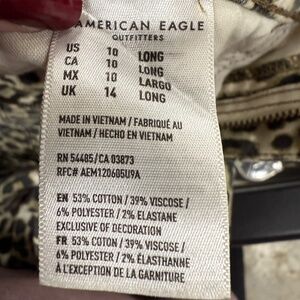 AMERICAN EAGLE
OUTFITTERS
US 10 LONG
CA 10 LONG
MX 10 LARGO
UK 14 LONG
MADE IN VIETNAM / FABRIQUÉ AU
VIETNAM / HECHO EN VIETNAM
RN 54485/CA 03873
RFC# AEM120605U9A
EN 53% COTTON / 39% VISCOSE /
6% POLYESTER / 2% ELASTANE
EXCLUSIVE OF DECORATION
FR 53% COTON / 39% VISCOSE /
6% POLYESTER / 2% ÉLASTHANNE
À L'EXCEPTION DE LA GARNITURE